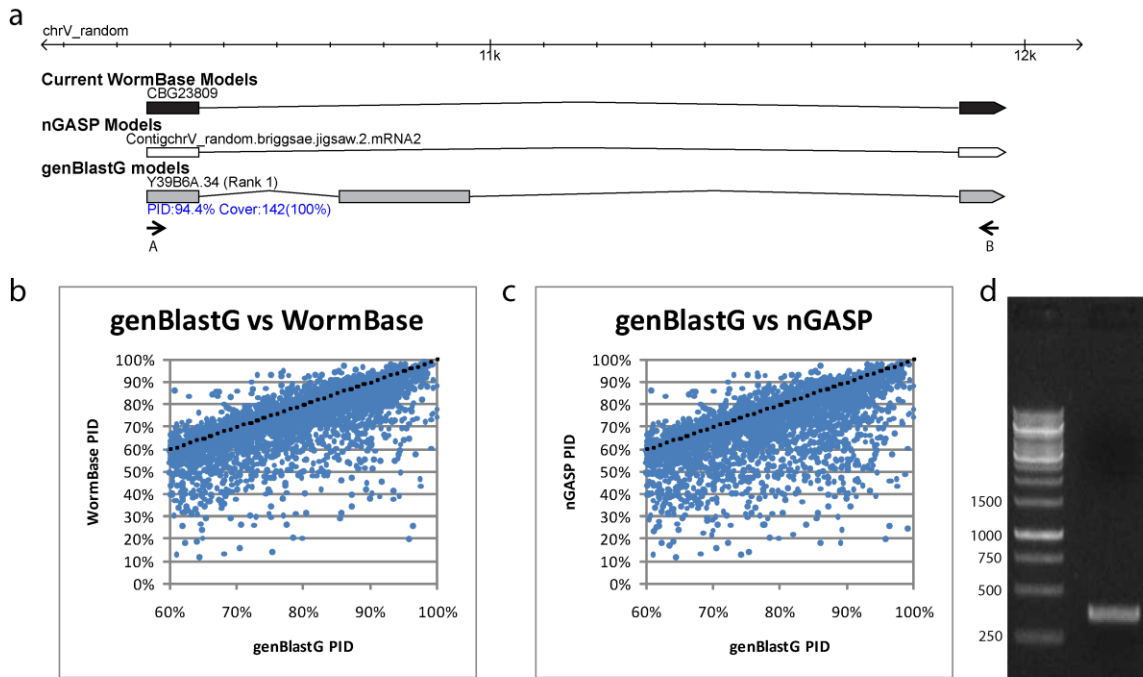 a
chrV_random
11k
12k
Current WormBase Models
CBG23809
nGASP Models
ContigchrV_random.briggsae.jigsaw.2.mRNA2
genBlastG models
Y39B6A.34 (Rank 1)
PID:94.4% Cover:142(100%)
A
B
b
genBlastG vs WormBase
WormBase PID
100%
90%
80%
70%
60%
50%
40%
30%
20%
10%
0%
60%
70%
80%
90%
100%
genBlastG PID
c
genBlastG vs nGASP
nGASP PID
100%
90%
80%
70%
60%
50%
40%
30%
20%
10%
0%
60%
70%
80%
90%
100%
genBlastG PID
d
1500
1000
750
500
250